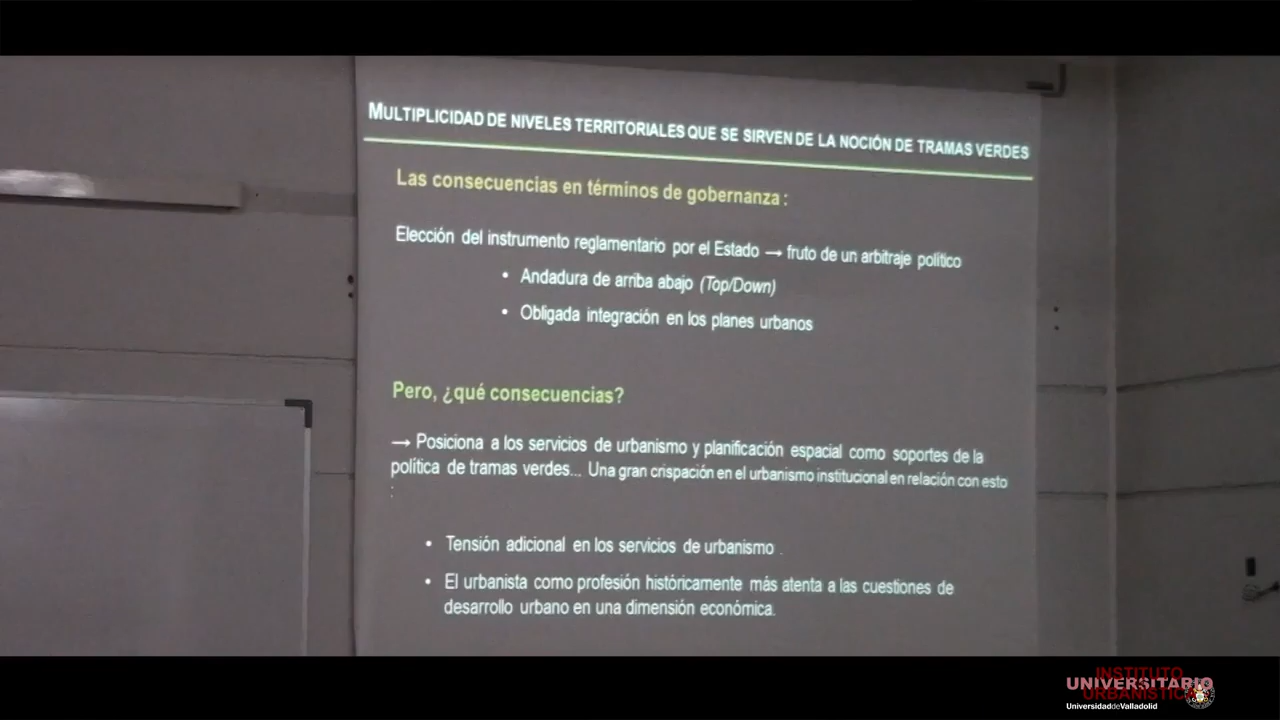 MULTIPLICIDAD DE NIVELES TERRITORIALES QUE SE SIRVEN DE LA NOCIÓN DE TRAMAS VERDES
Las consecuencias en términos de gobernanza :
Elección del instrumento reglamentario por el Estado → fruto de un arbitraje político
• Andadura de arriba abajo (Top/Down)
• Obligada integración en los planes urbanos
Pero, ¿qué consecuencias?
→ Posiciona a los servicios de urbanismo y planificación espacial como soportes de la
política de tramas verdes... Una gran crispación en el urbanismo institucional en relación con esto
:
• Tensión adicional en los servicios de urbanismo .
• El urbanista como profesión históricamente más atenta a las cuestiones de
desarrollo urbano en una dimensión económica.
INSTITUTO
UNIVERSITARIO
URBANÍSTICA
UniversidaddeValladolid